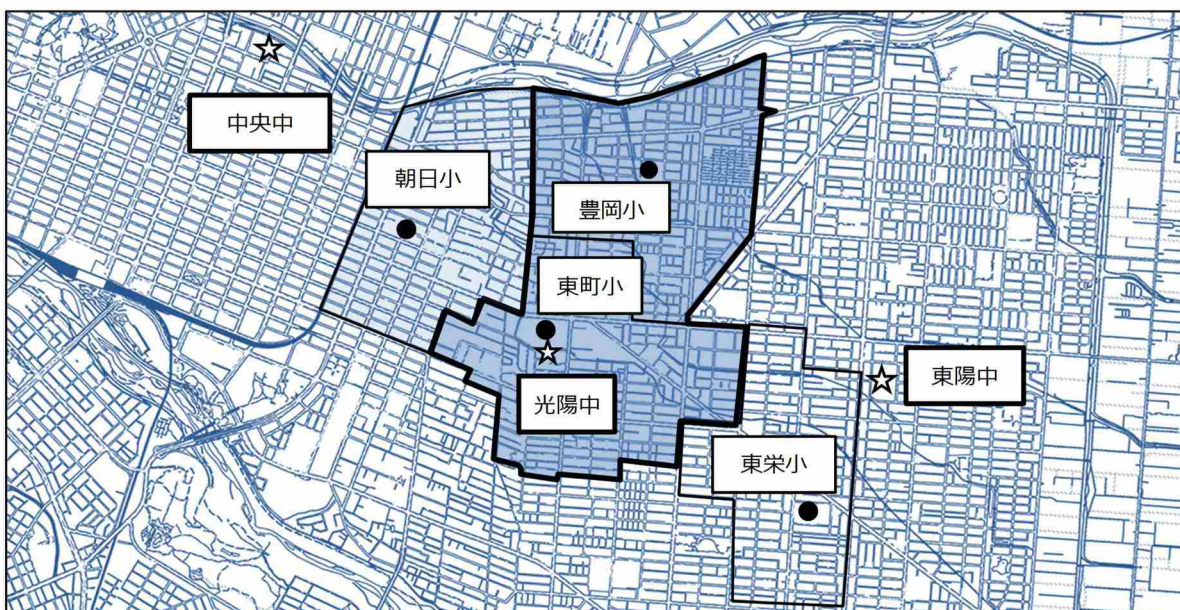 中央中
朝日小
豊岡小
東町小
光陽中
東陽中
東栄小